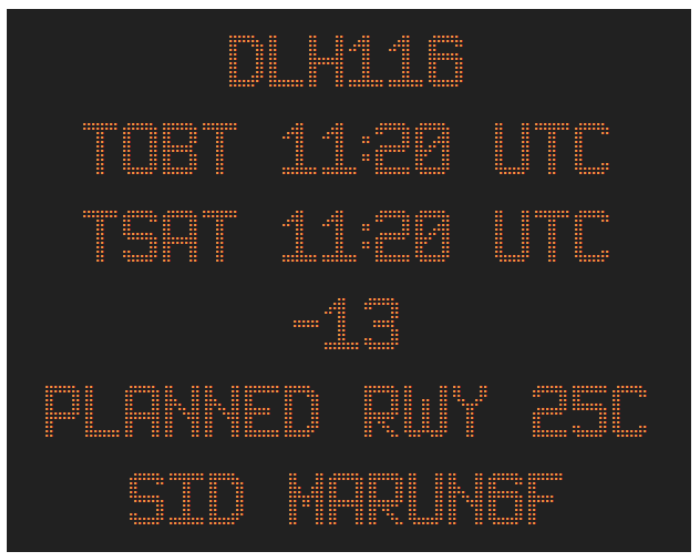 DLH116
TOBT 11:20 UTC
TSAT 11:20 UTC
-13
PLANNED RWY 25C
SID MARUN6F